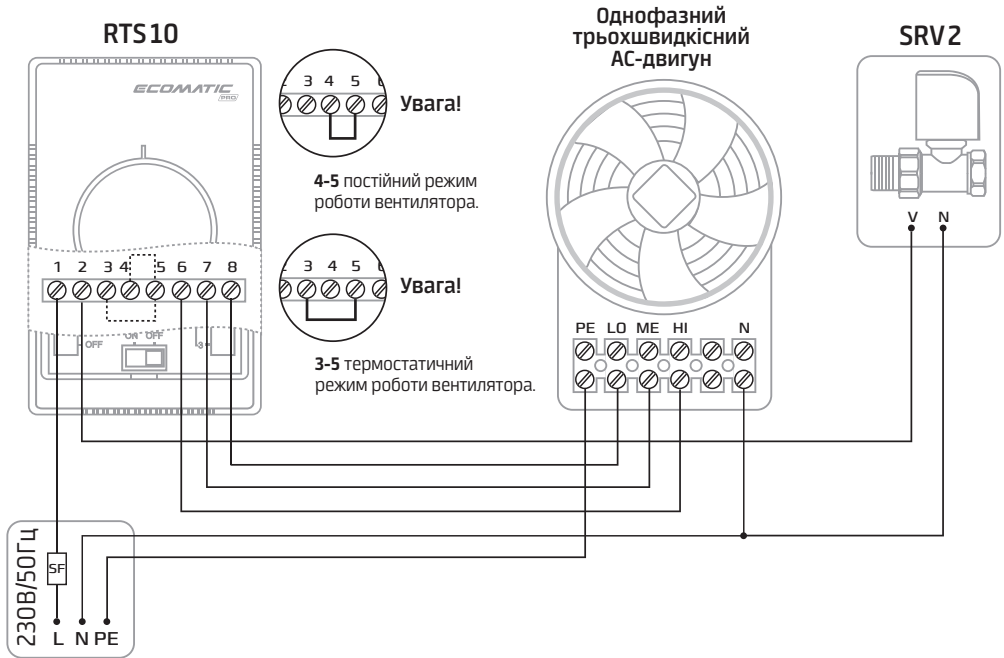 RTS10
ECOMATIC
PRO
1 2 3 4 5 6 7 8
OFF
ON OFF
3
3 4 5
Увага!
4-5 постійний режим
роботи вентилятора.
3 4 5
Увага!
3-5 термостатичний
режим роботи вентилятора.
Однофазний
трьохшвидкісний
АС-двигун
PE LO ME HI N
SRV2
V N
230В/50Гц
SF
L N PE